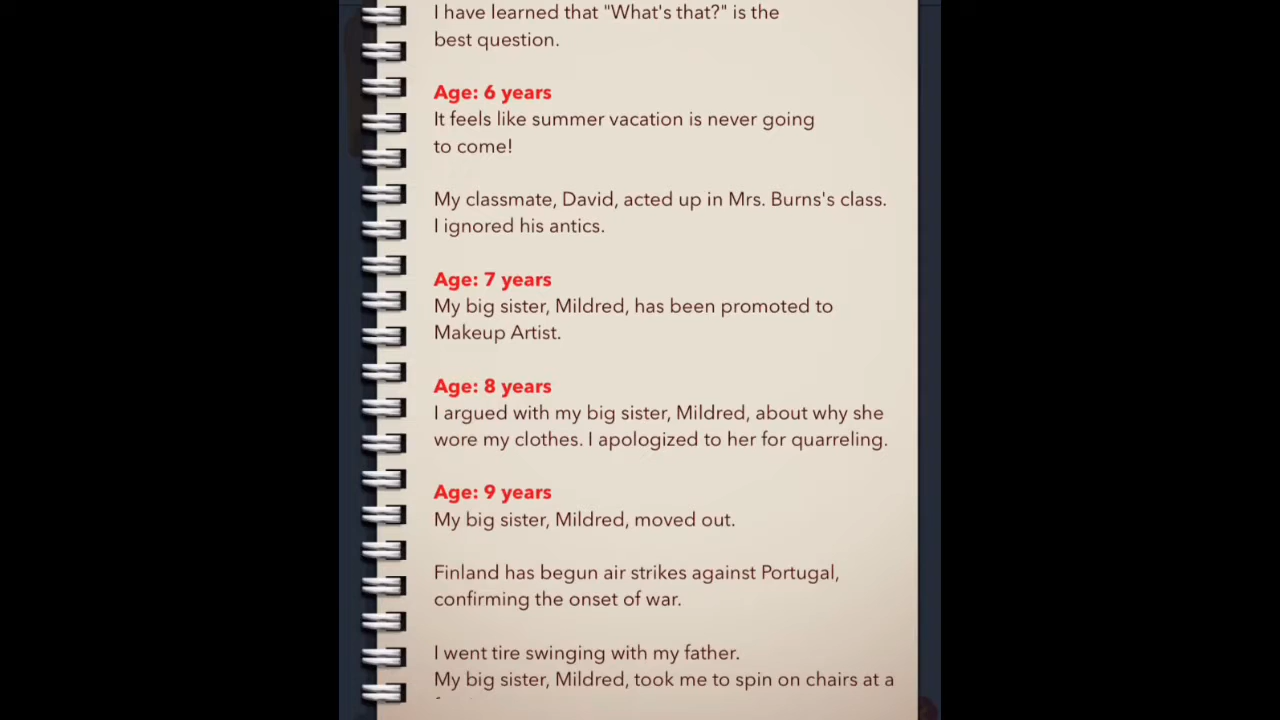 I have learned that "What's that?" is the
best question.
Age: 6 years
It feels like summer vacation is never going
to come!
My classmate, David, acted up in Mrs. Burns's class.
I ignored his antics.
Age: 7 years
My big sister, Mildred, has been promoted to
Makeup Artist.
Age: 8 years
I argued with my big sister, Mildred, about why she
wore my clothes. I apologized to her for quarreling.
Age: 9 years
My big sister, Mildred, moved out.
Finland has begun air strikes against Portugal,
confirming the onset of war.
I went tire swinging with my father.
My big sister, Mildred, took me to spin on chairs at a